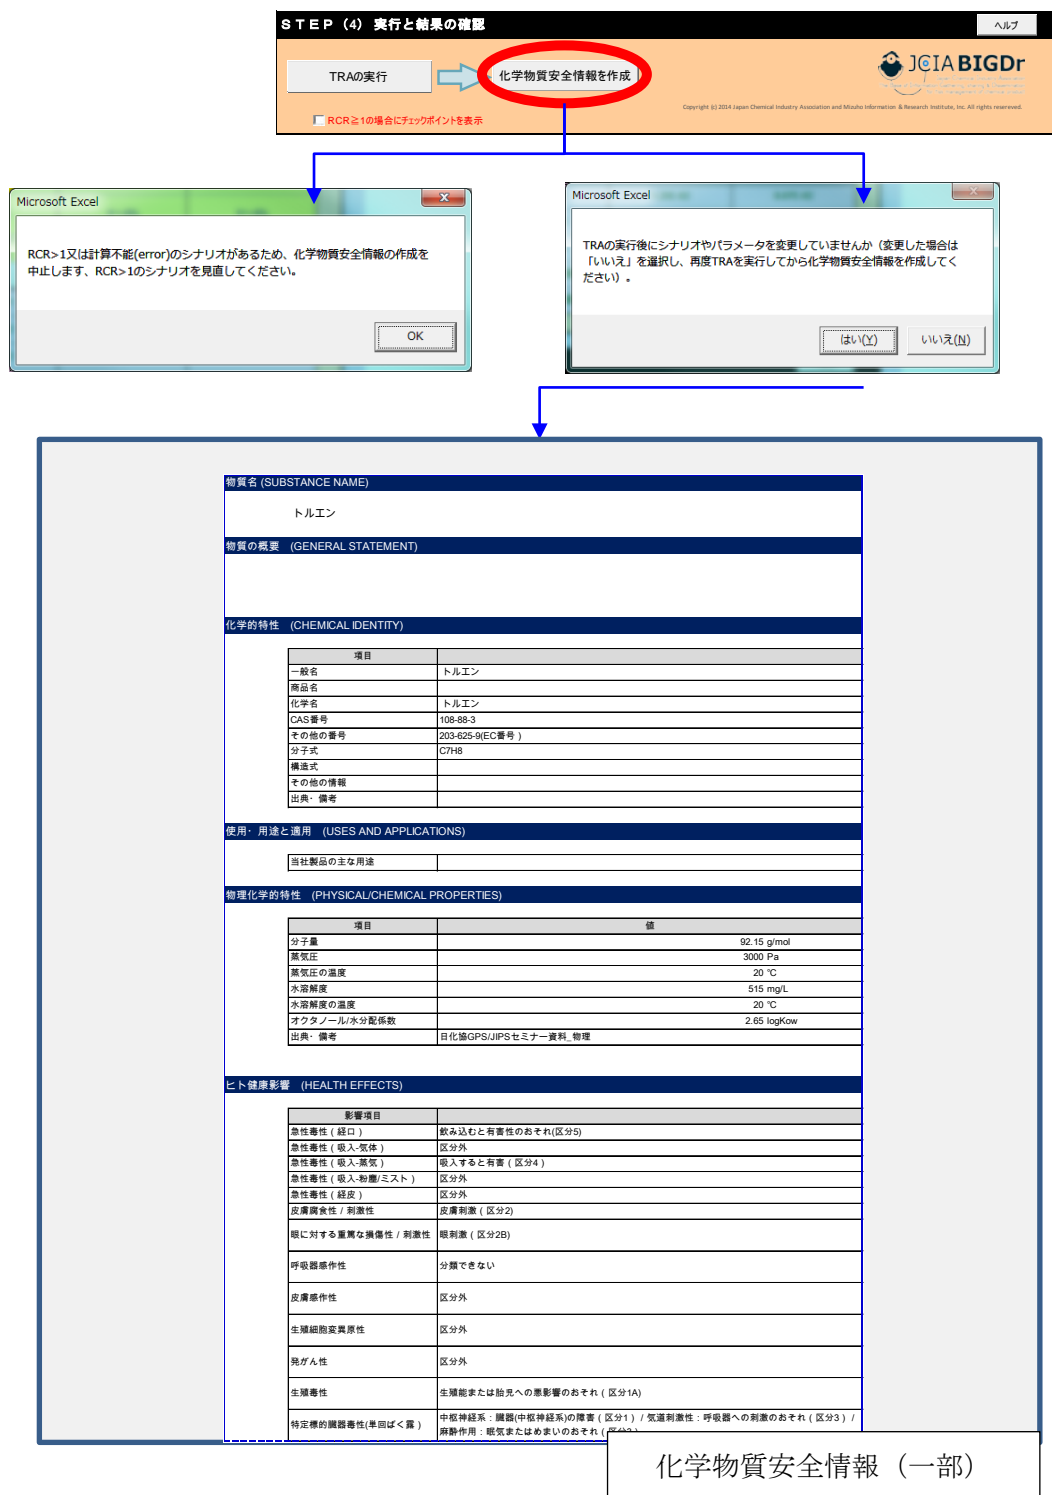 ＳＴＥＰ（4）実行と結果の確認
ヘルプ
TRAの実行
化学物質安全情報を作成
JCIA BIGDr
Copyright (c) 2014 Japan Chemical Industry Association and Mizuho Information & Research Institute, Inc. All rights reserved.
RCR≧1の場合にチェックポイントを表示
Microsoft Excel
RCR>1又は計算不能(error)のシナリオがあるため、化学物質安全情報の作成を
中止します、RCR>1のシナリオを見直してください。
OK
Microsoft Excel
TRAの実行後にシナリオやパラメータを変更していませんか（変更した場合は
「いいえ」を選択し、再度TRAを実行してから化学物質安全情報を作成してく
ださい）。
はい(Y)
いいえ(N)
物質名 (SUBSTANCE NAME)
トルエン
物質の概要 (GENERAL STATEMENT)
化学的特性 (CHEMICAL IDENTITY)
項目
一般名 トルエン
商品名
化学名 トルエン
CAS番号 108-88-3
その他の番号 203-625-9(EC番号)
分子式 C7H8
構造式
その他の情報
出典・備考
使用・用途と適用 (USES AND APPLICATIONS)
当社製品の主な用途
物理化学的特性 (PHYSICAL/CHEMICAL PROPERTIES)
項目 値
分子量 92.15 g/mol
蒸気圧 3000 Pa
蒸気圧の温度 20 ℃
水溶解度 515 mg/L
水溶解度の温度 20 ℃
オクタノール/水分配係数 2.65 logKow
出典・備考 日化協GPS/JIPSセミナー資料_物理
ヒト健康影響 (HEALTH EFFECTS)
影響項目
急性毒性(経口) 飲み込むと有害性のおそれ(区分5)
急性毒性(吸入-気体) 区分外
急性毒性(吸入-蒸気) 吸入すると有害(区分4)
急性毒性(吸入-粉塵/ミスト) 区分外
急性毒性(経皮) 区分外
皮膚腐食性/刺激性 皮膚刺激(区分2)
眼に対する重篤な損傷性/刺激性 眼刺激(区分2B)
呼吸器感作性 分類できない
皮膚感作性 区分外
生殖細胞変異原性 区分外
発がん性 区分外
生殖毒性 生殖能または胎児への悪影響のおそれ(区分1A)
特定標的臓器毒性(単回ばく露) 中枢神経系：臓器(中枢神経系)の障害(区分1)/気道刺激性：呼吸器への刺激のおそれ(区分3)/
麻酔作用：眠気またはめまいのおそれ
化学物質安全情報（一部）